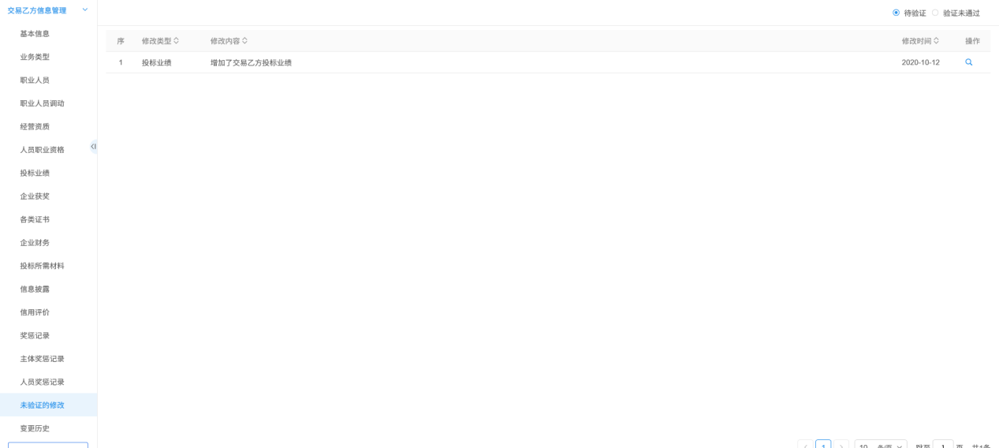 交易乙方信息管理
基本信息
业务类型
职业人员
职业人员调动
经营资质
人员职业资格
投标业绩
企业获奖
各类证书
企业财务
投标所需材料
信息披露
信用评价
奖惩记录
主体奖惩记录
人员奖惩记录
未验证的修改
变更历史
待验证 验证未通过
序 修改类型 修改内容 修改时间 操作
1 投标业绩 增加了交易乙方投标业绩 2020-10-12
1 10 条/页 跳至 1 页 共1条